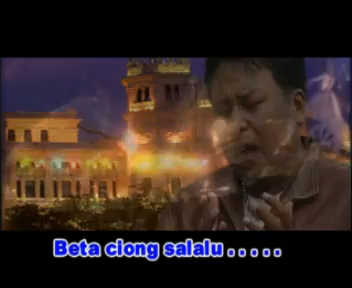 Beta ciong salalu . . . . .